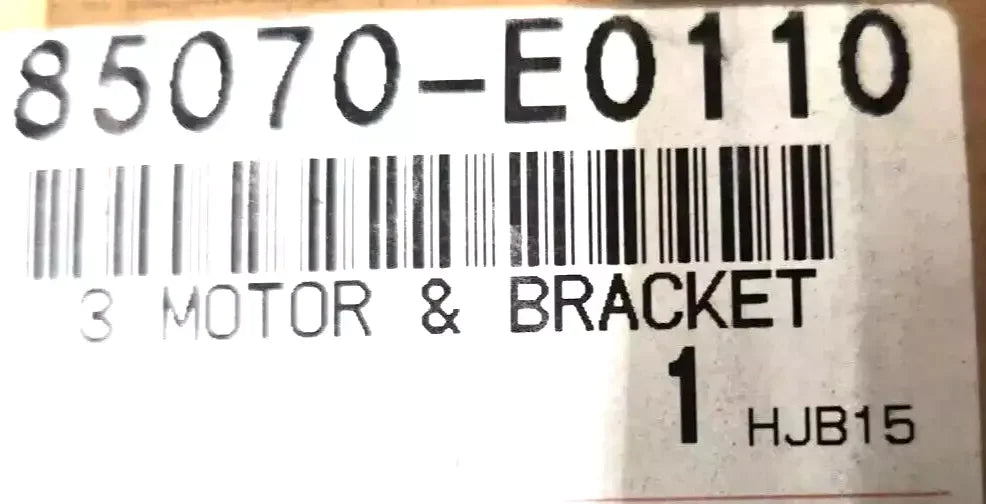 85070-E0110
3 MOTOR & BRACKET
1
HJB15